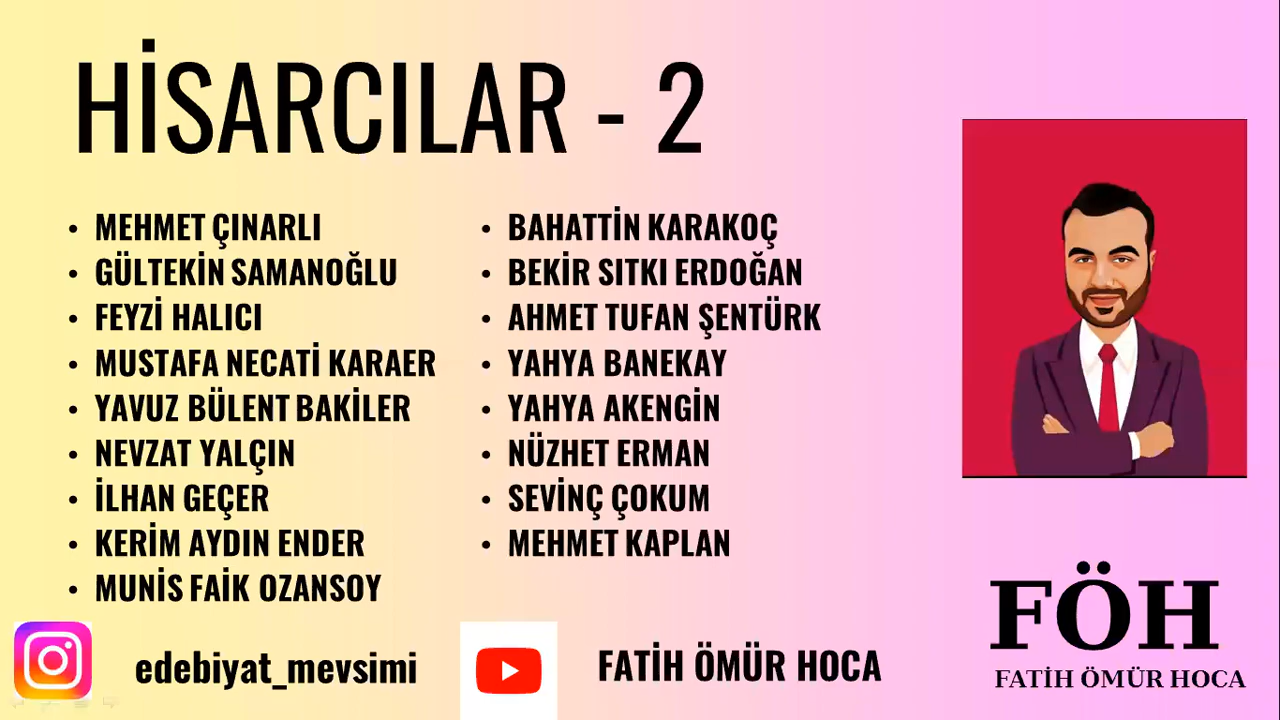 HİSARCILAR - 2
• MEHMET ÇINARLI
• GÜLTEKİN SAMANOĞLU
• FEYZİ HALICI
• MUSTAFA NECATİ KARAER
• YAVUZ BÜLENT BAKİLER
• NEVZAT YALÇIN
• İLHAN GEÇER
• KERİM AYDIN ENDER
• MUNİS FAİK OZANSOY
• BAHATTİN KARAKOÇ
• BEKİR SITKI ERDOĞAN
• AHMET TUFAN ŞENTÜRK
• YAHYA BANEKAY
• YAHYA AKENGİN
• NÜZHET ERMAN
• SEVİNÇ ÇOKUM
• MEHMET KAPLAN
edebiyat_mevsimi
FATİH ÖMÜR HOCA
FÖH
FATİH ÖMÜR HOCA